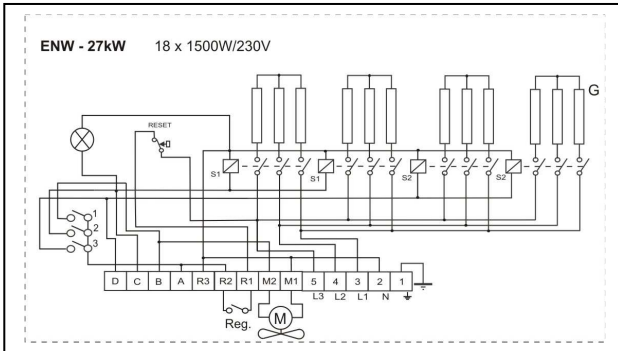 ENW - 27kW 18 x 1500W/230V
G
RESET
S1 S1 S2 S2
1
2
3
D C B A R3 R2 R1 M2 M1 5 4 3 2 1
L3 L2 L1 N
Reg. M